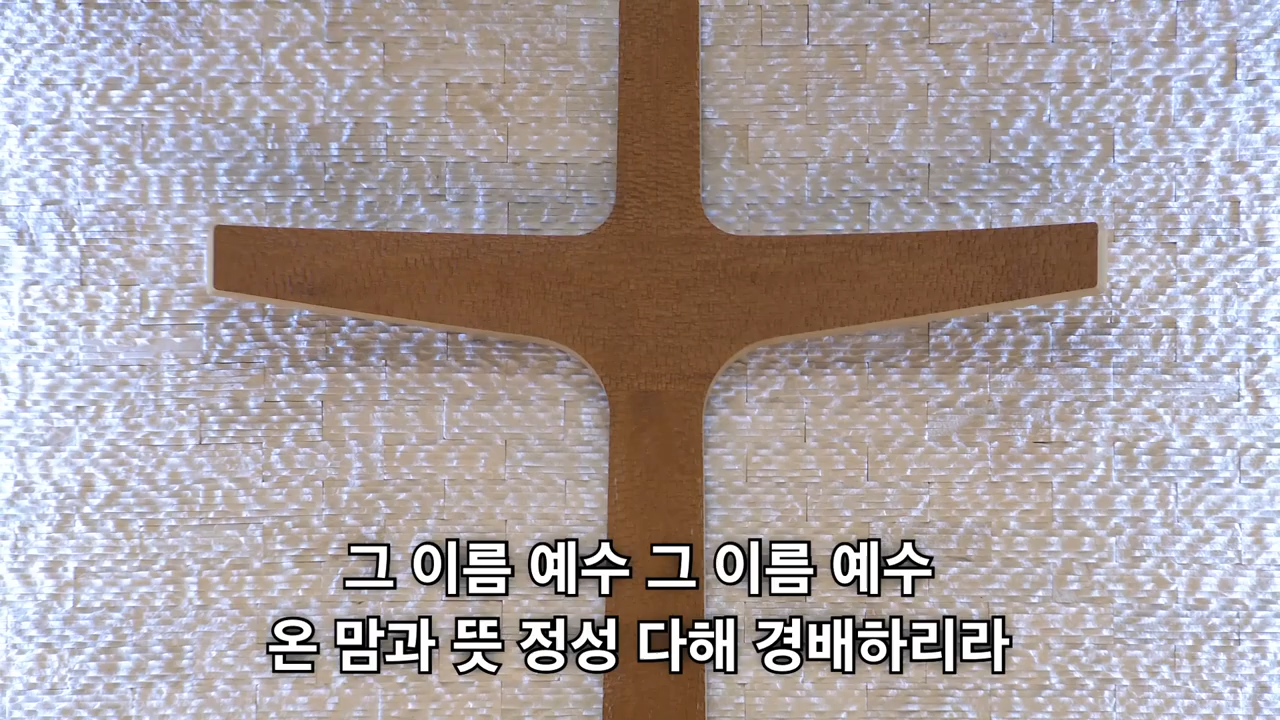 그 이름 예수 그 이름 예수
온 맘과 뜻 정성 다해 경배하리라